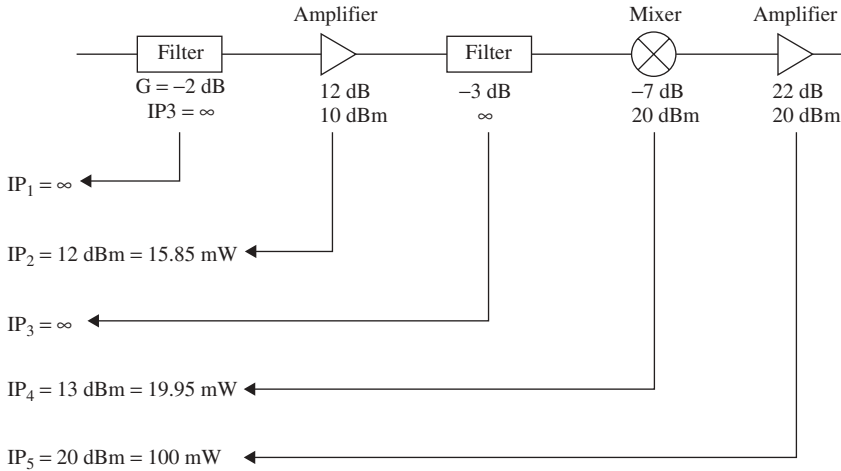 Amplifier Mixer Amplifier
Filter Filter
G = −2 dB 12 dB −3 dB −7 dB 22 dB
IP3 = ∞ 10 dBm ∞ 20 dBm 20 dBm
IP₁ = ∞
IP₂ = 12 dBm = 15.85 mW
IP₃ = ∞
IP₄ = 13 dBm = 19.95 mW
IP₅ = 20 dBm = 100 mW